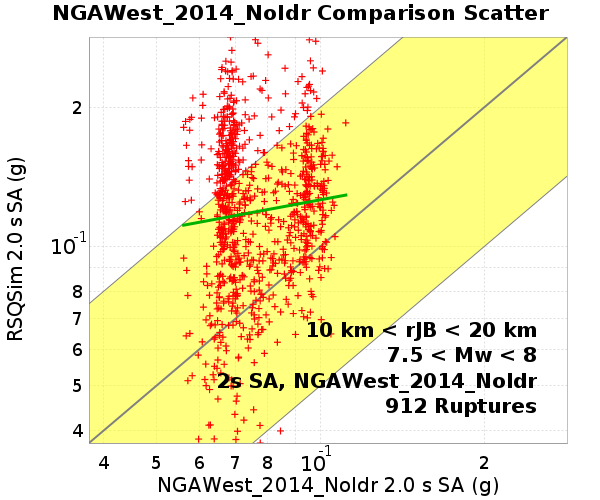 NGAWest_2014_NoIdr Comparison Scatter
RSQSim 2.0 s SA (g)
2
10-1
8
7
6
5
4
10 km < rJB < 20 km
7.5 < Mw < 8
2s SA, NGAWest_2014_NoIdr
912 Ruptures
4 5 6 7 8 10-1 2
NGAWest_2014_NoIdr 2.0 s SA (g)